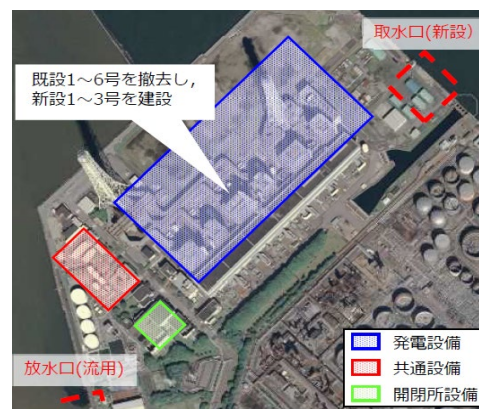 取水口(新設)
既設1～6号を撤去し,
新設1～3号を建設
放水口(流用)
発電設備
共通設備
開閉所設備